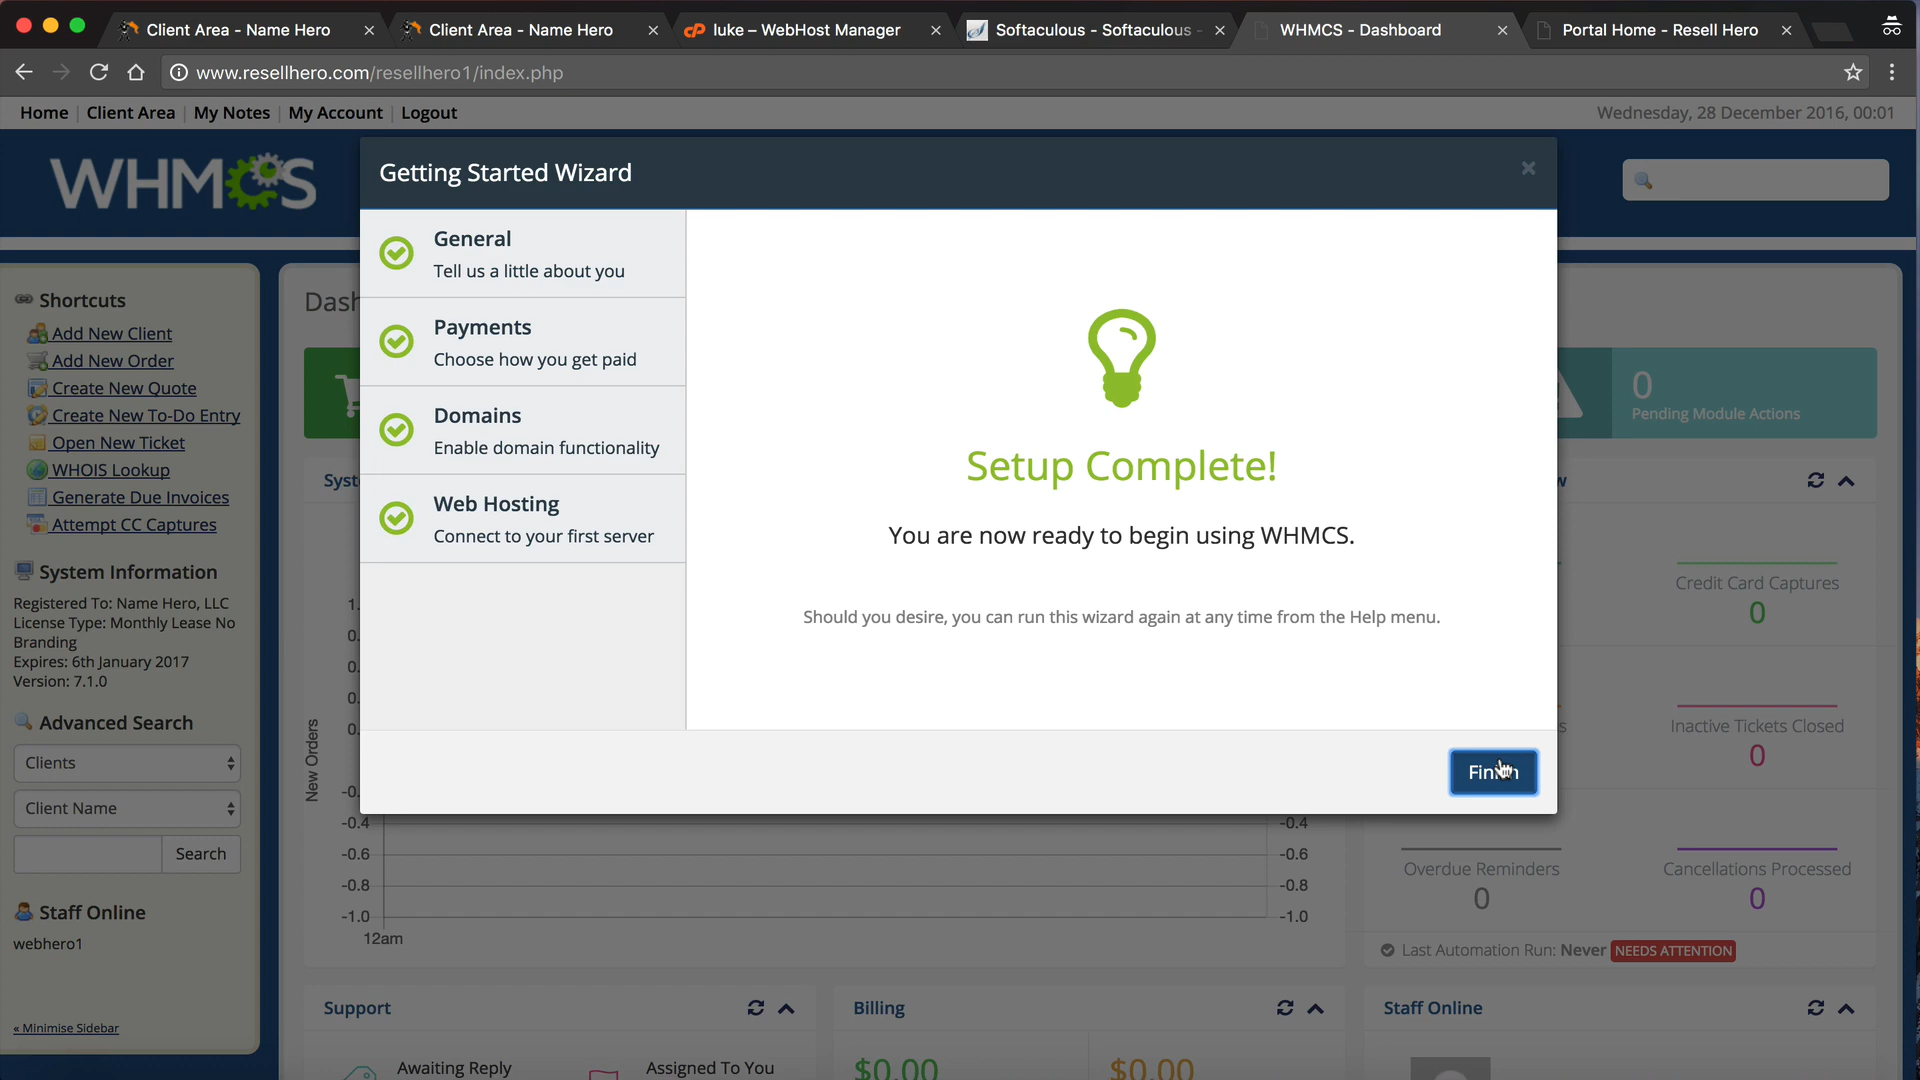 Client Area - Name Hero
Client Area - Name Hero
luke – WebHost Manager
Softaculous - Softaculous -
WHMCS - Dashboard
Portal Home - Resell Hero
www.resellhero.com/resellhero1/index.php
Home | Client Area | My Notes | My Account | Logout
Wednesday, 28 December 2016, 00:01
WHMCS
Getting Started Wizard
General
Tell us a little about you
Payments
Choose how you get paid
Domains
Enable domain functionality
Web Hosting
Connect to your first server
Setup Complete!
You are now ready to begin using WHMCS.
Should you desire, you can run this wizard again at any time from the Help menu.
Shortcuts
Add New Client
Add New Order
Create New Quote
Create New To-Do Entry
Open New Ticket
WHOIS Lookup
Generate Due Invoices
Attempt CC Captures
System Information
Registered To: Name Hero, LLC
License Type: Monthly Lease No
Branding
Expires: 6th January 2017
Version: 7.1.0
Advanced Search
Clients
Client Name
Search
Staff Online
webhero1
« Minimise Sidebar
Dash
0
Pending Module Actions
Syst
w
New Orders
1.
0.
0.
0.
0.
-0.
-0.4
-0.6
-0.8
-1.0
12am
-0.4
-0.6
-0.8
-1.0
Credit Card Captures
0
s
Inactive Tickets Closed
0
Overdue Reminders
0
Cancellations Processed
0
Last Automation Run: Never NEEDS ATTENTION
Support
Awaiting Reply
Assigned To You
Billing
$0.00
$0.00
Staff Online